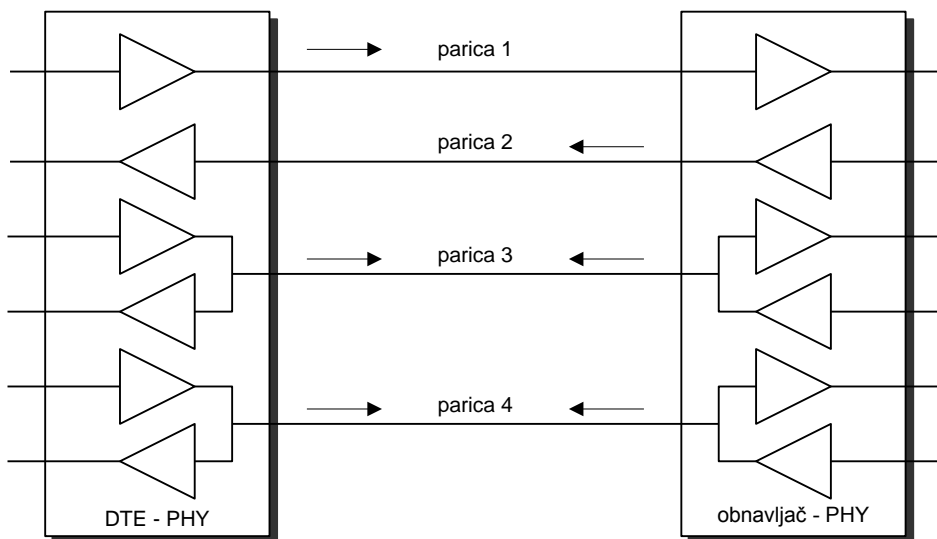 parica 1
parica 2
parica 3
parica 4
DTE - PHY
obnavljač - PHY